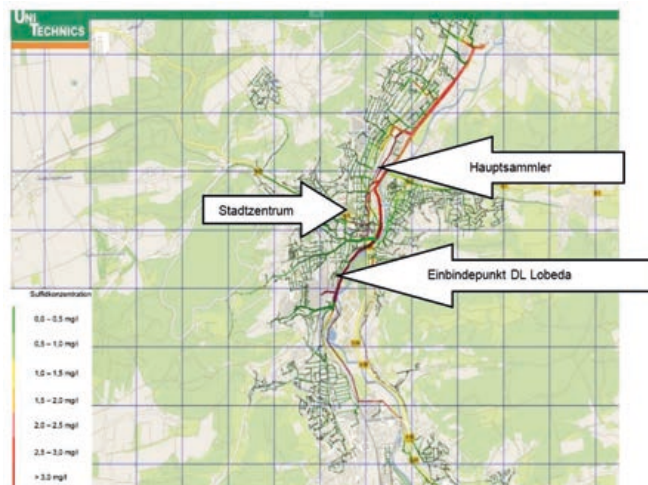 UNI
TECHNICS
Hauptsammler
Stadtzentrum
Einbindepunkt DL Lobeda
Sulfidkonzentration
0,0 – 0,5 mg/l
0,5 – 1,0 mg/l
1,0 – 1,5 mg/l
1,5 – 2,0 mg/l
2,0 – 2,5 mg/l
2,5 – 3,0 mg/l
> 3,0 mg/l